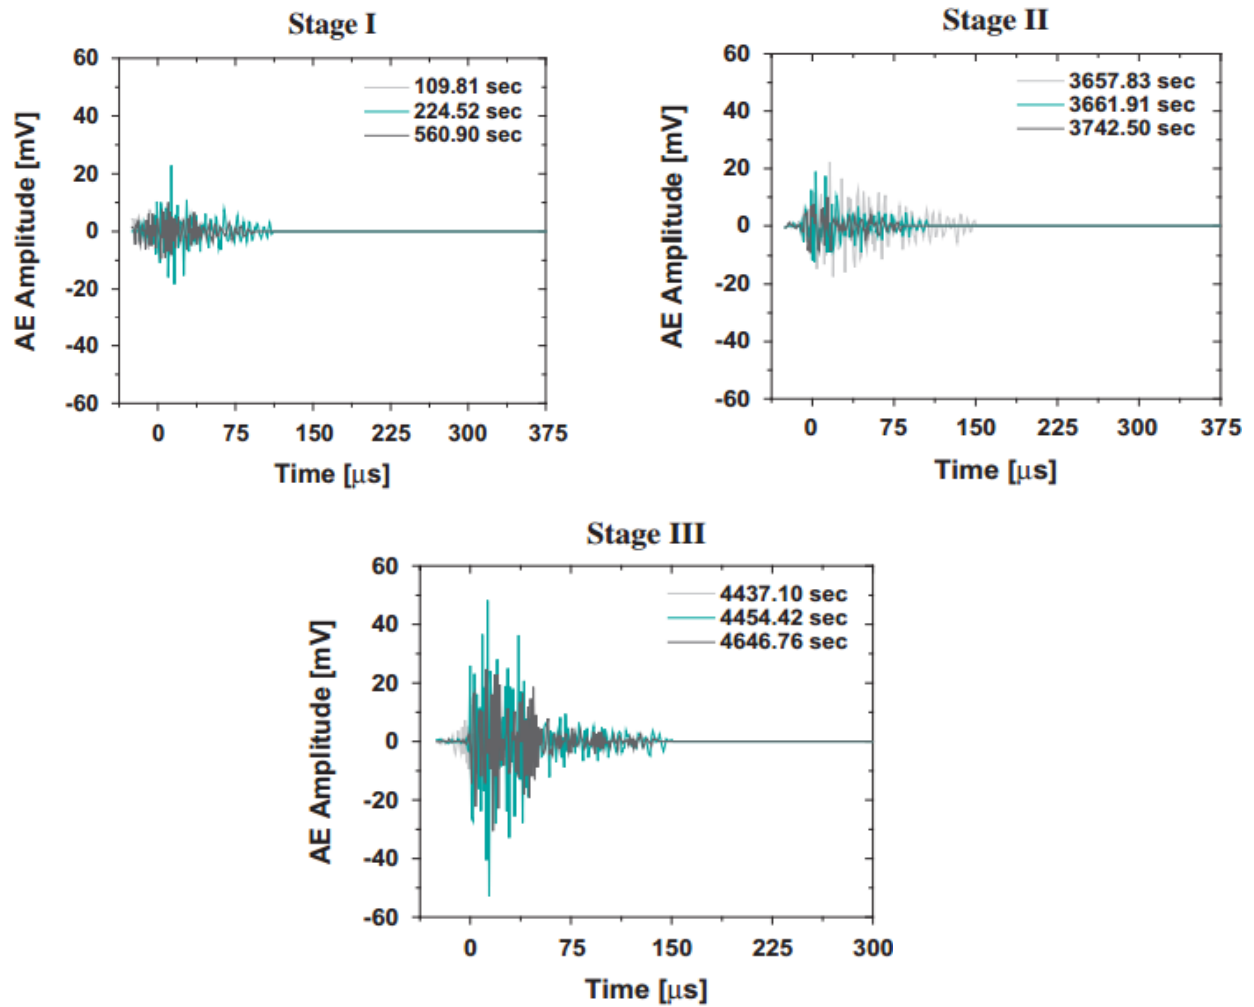 Stage I
60
40
20
0
-20
-40
-60
AE Amplitude [mV]
109.81 sec
224.52 sec
560.90 sec
0 75 150 225 300 375
Time [μs]
Stage II
60
40
20
0
-20
-40
-60
AE Amplitude [mV]
3657.83 sec
3661.91 sec
3742.50 sec
0 75 150 225 300 375
Time [μs]
Stage III
60
40
20
0
-20
-40
-60
AE Amplitude [mV]
4437.10 sec
4454.42 sec
4646.76 sec
0 75 150 225 300
Time [μs]